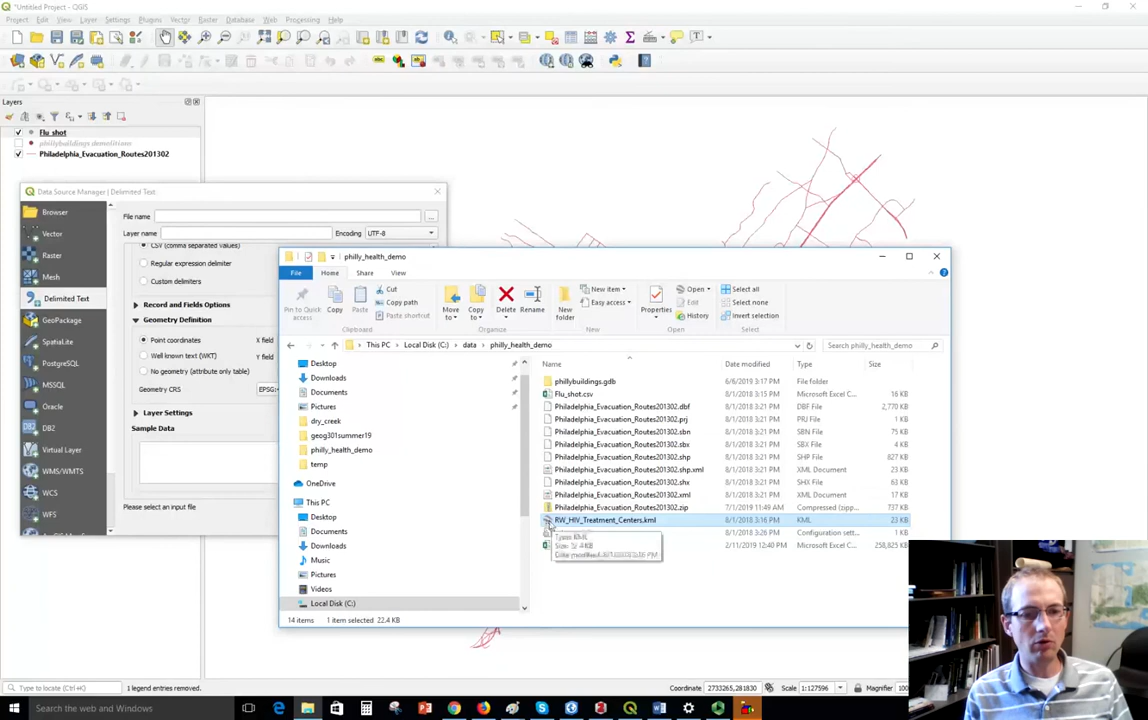 *Untitled Project - QGIS
Project Edit View Layer Settings Plugins Vector Raster Database Web Processing Help
Layers
Flu_shot
phillybuildings demolitions
Philadelphia_Evacuation_Routes201302
Data Source Manager | Delimited Text
Browser
Vector
Raster
Mesh
Delimited Text
GeoPackage
SpatiaLite
PostgreSQL
MSSQL
Oracle
DB2
Virtual Layer
WMS/WMTS
WCS
WFS
File name
...
Layer name
Encoding UTF-8
CSV (comma separated values)
Regular expression delimiter
Custom delimiters
Record and Fields Options
Geometry Definition
Point coordinates X field
Well known text (WKT) Y field
No geometry (attribute only table)
Geometry CRS EPSG:
Layer Settings
Sample Data
Please select an input file
philly_health_demo
File Home Share View
Pin to Quick access
Copy
Paste
Cut
Copy path
Paste shortcut
Clipboard
Move to
Copy to
Delete
Rename
Organize
New folder
New item
Easy access
New
Properties
Open
Edit
History
Open
Select all
Select none
Invert selection
Select
This PC > Local Disk (C:) > data > philly_health_demo
Search philly_health_demo
Desktop
Downloads
Documents
Pictures
dry_creek
geog301summer19
philly_health_demo
temp
OneDrive
This PC
Desktop
Documents
Downloads
Music
Pictures
Videos
Local Disk (C:)
Name Date modified Type Size
phillybuildings.gdb 6/6/2019 3:17 PM File folder
Flu_shot.csv 8/1/2018 3:15 PM Microsoft Excel C... 16 KB
Philadelphia_Evacuation_Routes201302.dbf 8/1/2018 3:21 PM DBF File 2,770 KB
Philadelphia_Evacuation_Routes201302.prj 8/1/2018 3:21 PM PRJ File 1 KB
Philadelphia_Evacuation_Routes201302.sbn 8/1/2018 3:21 PM SBN File 75 KB
Philadelphia_Evacuation_Routes201302.sbx 8/1/2018 3:21 PM SBX File 4 KB
Philadelphia_Evacuation_Routes201302.shp 8/1/2018 3:21 PM SHP File 827 KB
Philadelphia_Evacuation_Routes201302.shp.xml 8/1/2018 3:21 PM XML Document 49 KB
Philadelphia_Evacuation_Routes201302.shx 8/1/2018 3:21 PM SHX File 42 KB
Philadelphia_Evacuation_Routes201302.xml 8/1/2018 3:21 PM XML Document 49 KB
Philadelphia_Evacuation_Routes201302.zip 7/1/2019 11:49 AM Compressed (zipp... 737 KB
RW_HIV_Treatment_Centers.kml 8/1/2018 3:16 PM KML 23 KB
8/1/2018 3:21 PM Configuration sett... 1 KB
2/11/2019 12:40 PM Microsoft Excel C... 258,825 KB
Type: KML
14 items 1 item selected 22.4 KB
Type to locate (Ctrl+K)
1 legend entries removed.
Coordinate 2733265,281830
Scale 1:127596
Magnifier 100
Search the web and Windows